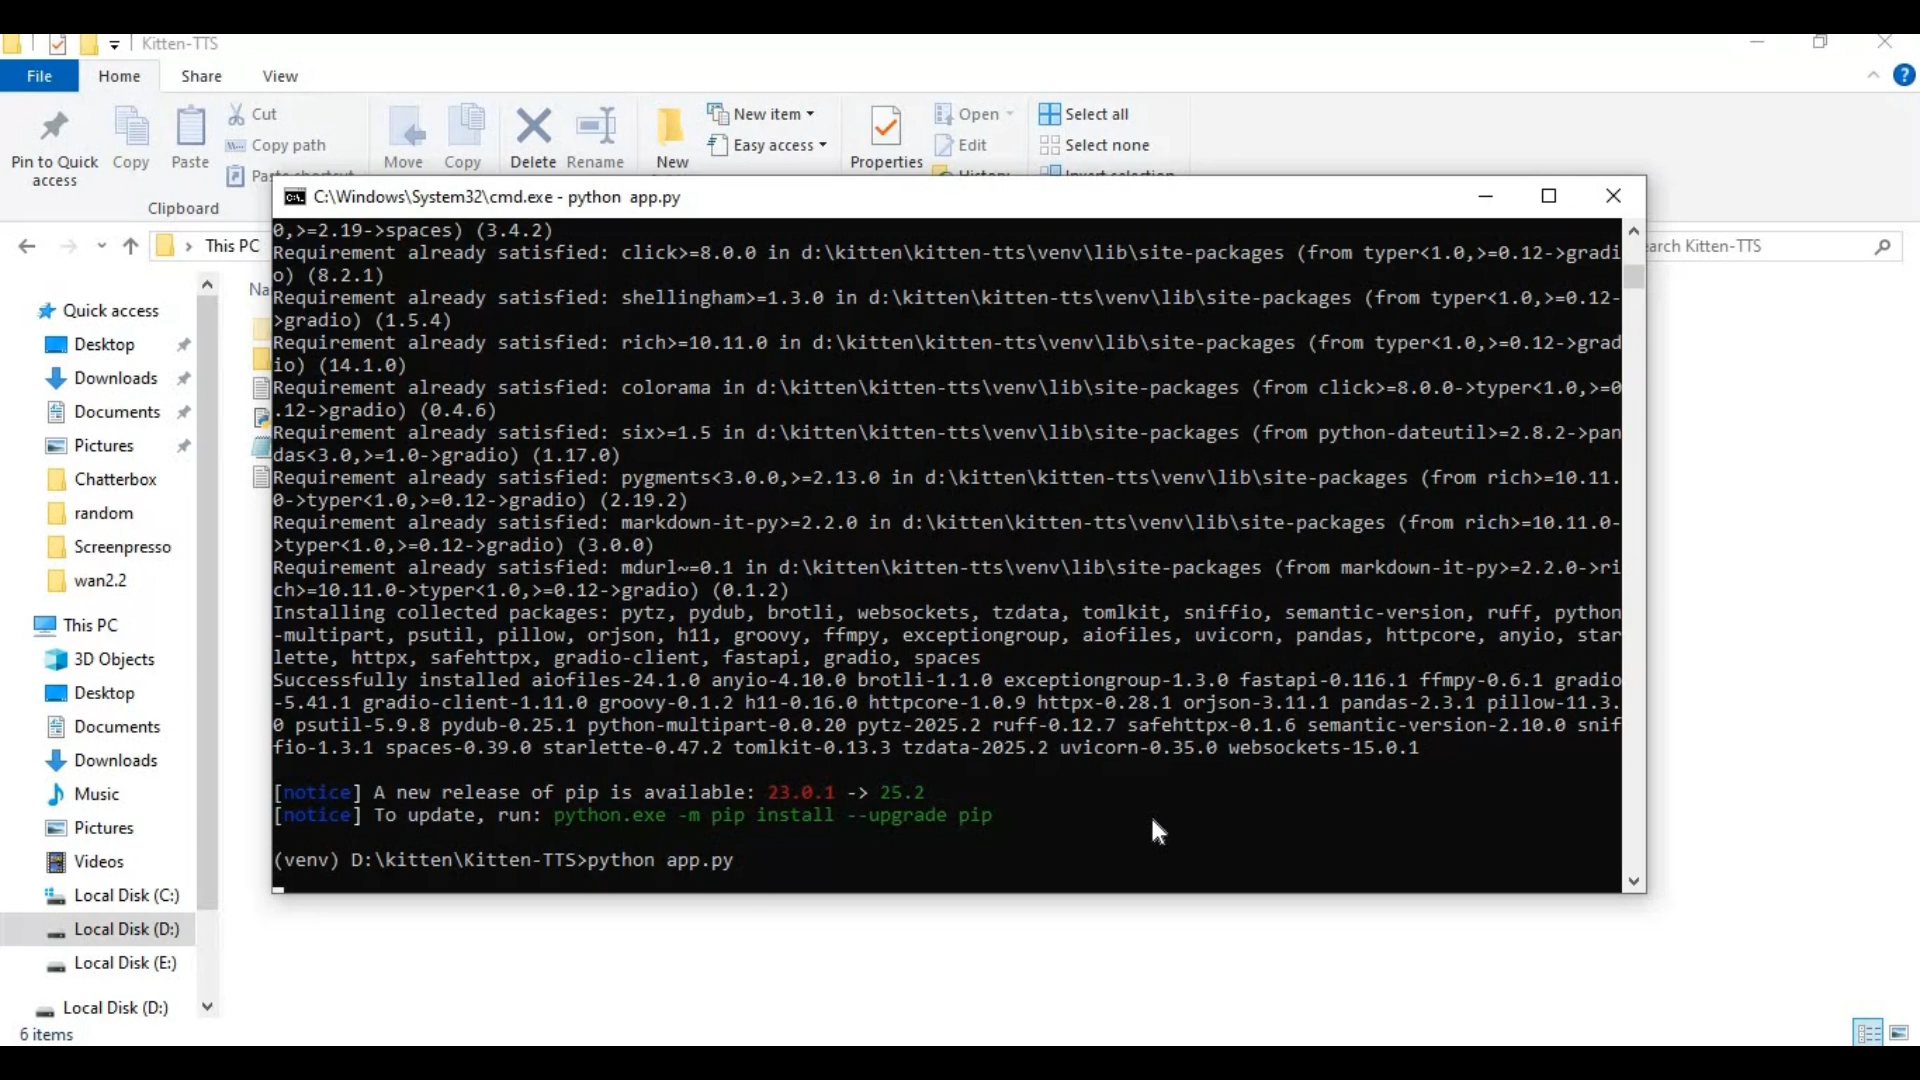 Kitten-TTS
File Home Share View
Pin to Quick access
Copy
Paste
Cut
Copy path
Paste shortcut
Clipboard
Move
Copy
Delete
Rename
New
New item
Easy access
Properties
Open
Edit
History
Select all
Select none
Invert selection
This PC
earch Kitten-TTS
Na
Quick access
Desktop
Downloads
Documents
Pictures
Chatterbox
random
Screenpresso
wan2.2
This PC
3D Objects
Desktop
Documents
Downloads
Music
Pictures
Videos
Local Disk (C:)
Local Disk (D:)
Local Disk (E:)
Local Disk (D:)
6 items
C:\Windows\System32\cmd.exe - python app.py
0,>=2.19->spaces) (3.4.2)
Requirement already satisfied: click>=8.0.0 in d:\kitten\kitten-tts\venv\lib\site-packages (from typer<1.0,>=0.12->gradi
o) (8.2.1)
Requirement already satisfied: shellingham>=1.3.0 in d:\kitten\kitten-tts\venv\lib\site-packages (from typer<1.0,>=0.12-
>gradio) (1.5.4)
Requirement already satisfied: rich>=10.11.0 in d:\kitten\kitten-tts\venv\lib\site-packages (from typer<1.0,>=0.12->grad
io) (14.1.0)
Requirement already satisfied: colorama in d:\kitten\kitten-tts\venv\lib\site-packages (from click>=8.0.0->typer<1.0,>=0
.12->gradio) (0.4.6)
Requirement already satisfied: six>=1.5 in d:\kitten\kitten-tts\venv\lib\site-packages (from python-dateutil>=2.8.2->pan
das<3.0,>=1.0->gradio) (1.17.0)
Requirement already satisfied: pygments<3.0.0,>=2.13.0 in d:\kitten\kitten-tts\venv\lib\site-packages (from rich>=10.11.
0->typer<1.0,>=0.12->gradio) (2.19.2)
Requirement already satisfied: markdown-it-py>=2.2.0 in d:\kitten\kitten-tts\venv\lib\site-packages (from rich>=10.11.0-
>typer<1.0,>=0.12->gradio) (3.0.0)
Requirement already satisfied: mdurl~=0.1 in d:\kitten\kitten-tts\venv\lib\site-packages (from markdown-it-py>=2.2.0->ri
ch>=10.11.0->typer<1.0,>=0.12->gradio) (0.1.2)
Installing collected packages: pytz, pydub, brotli, websockets, tzdata, tomlkit, sniffio, semantic-version, ruff, python
-multipart, psutil, pillow, orjson, h11, groovy, ffmpy, exceptiongroup, aiofiles, uvicorn, pandas, httpcore, anyio, star
lette, httpx, safehttpx, gradio-client, fastapi, gradio, spaces
Successfully installed aiofiles-24.1.0 anyio-4.10.0 brotli-1.1.0 exceptiongroup-1.3.0 fastapi-0.116.1 ffmpy-0.6.1 gradio
-5.41.1 gradio-client-1.11.0 groovy-0.1.2 h11-0.16.0 httpcore-1.0.9 httpx-0.28.1 orjson-3.11.1 pandas-2.3.1 pillow-11.3.
0 psutil-5.9.8 pydub-0.25.1 python-multipart-0.0.20 pytz-2025.2 ruff-0.12.7 safehttpx-0.1.6 semantic-version-2.10.0 snif
fio-1.3.1 spaces-0.39.0 starlette-0.47.2 tomlkit-0.13.3 tzdata-2025.2 uvicorn-0.35.0 websockets-15.0.1
[notice] A new release of pip is available: 23.0.1 -> 25.2
[notice] To update, run: python.exe -m pip install --upgrade pip
(venv) D:\kitten\Kitten-TTS>python app.py